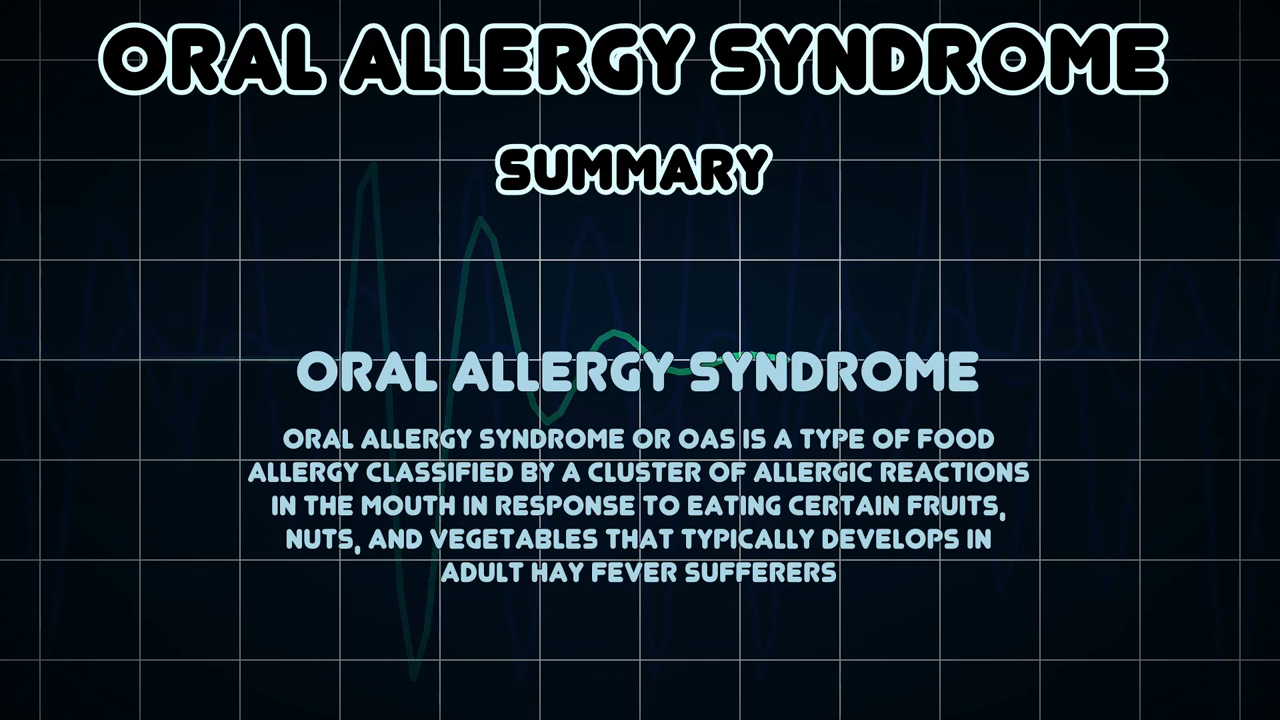 ORAL ALLERGY SYNDROME
SUMMARY
ORAL ALLERGY SYNDROME
ORAL ALLERGY SYNDROME OR OAS IS A TYPE OF FOOD
ALLERGY CLASSIFIED BY A CLUSTER OF ALLERGIC REACTIONS
IN THE MOUTH IN RESPONSE TO EATING CERTAIN FRUITS,
NUTS, AND VEGETABLES THAT TYPICALLY DEVELOPS IN
ADULT HAY FEVER SUFFERERS